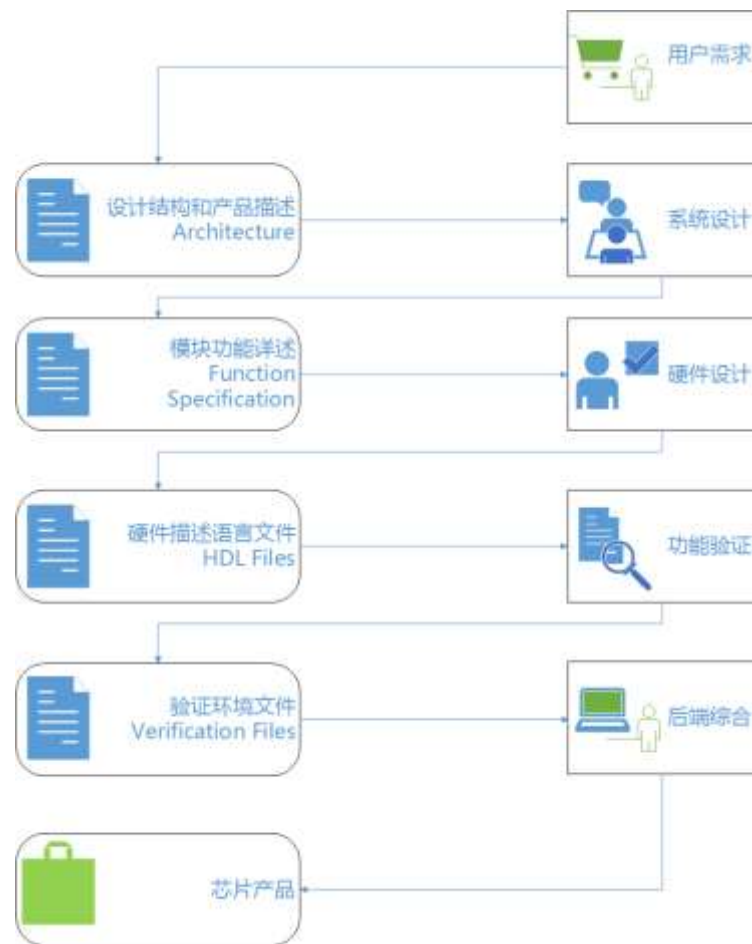 用户需求
设计结构和产品描述
Architecture
系统设计
模块功能详述
Function
Specification
硬件设计
硬件描述语言文件
HDL Files
功能验证
验证环境文件
Verification Files
后端综合
芯片产品